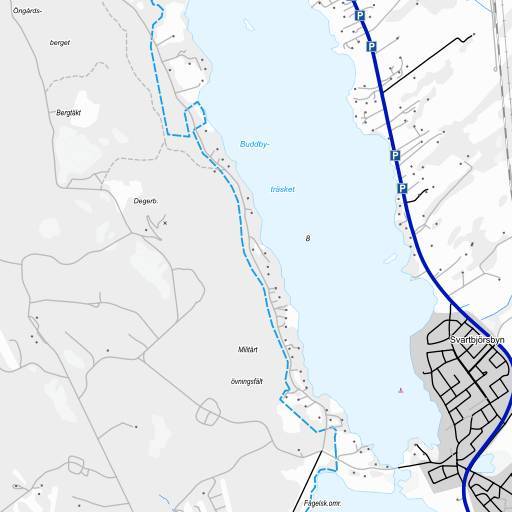 Öngårds-
berget
P
P
Bergtäkt
Buddby-
P
träsket
P
Degerb.
8
Svartbjörsbyn
Militärt
övningsfält
Fågelsk.omr.